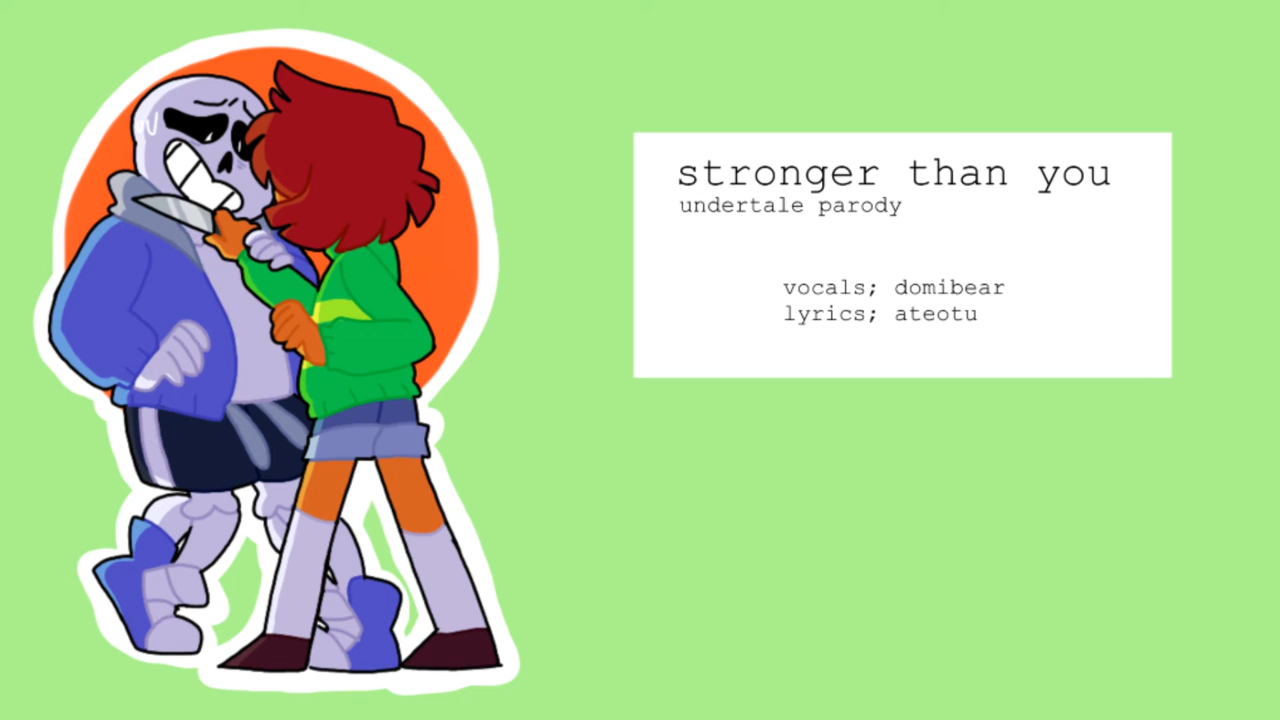 stronger than you
undertale parody
vocals; domibear
lyrics; ateotu